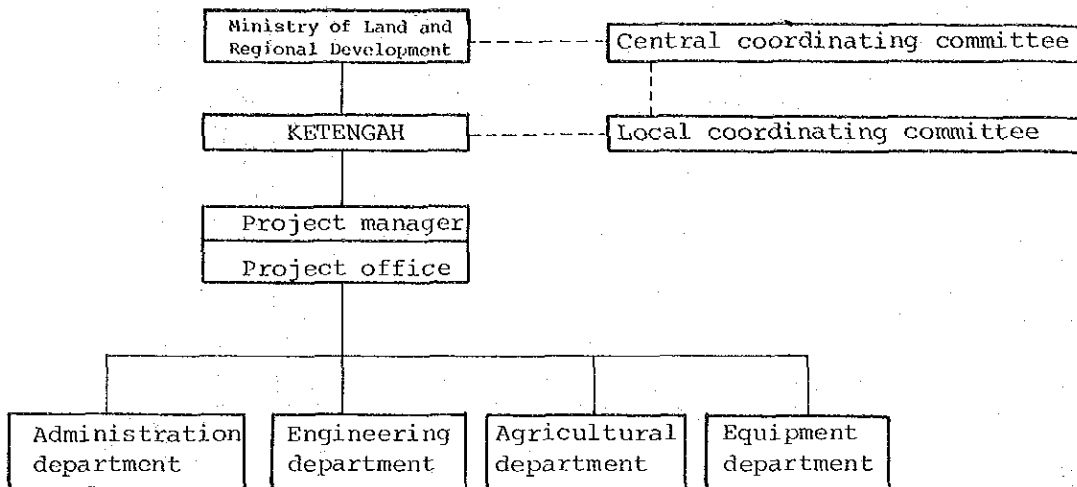 Ministry of Land and
Regional Development
Central coordinating committee
KETENGAH
Local coordinating committee
Project manager
Project office
Administration
department
Engineering
department
Agricultural
department
Equipment
department